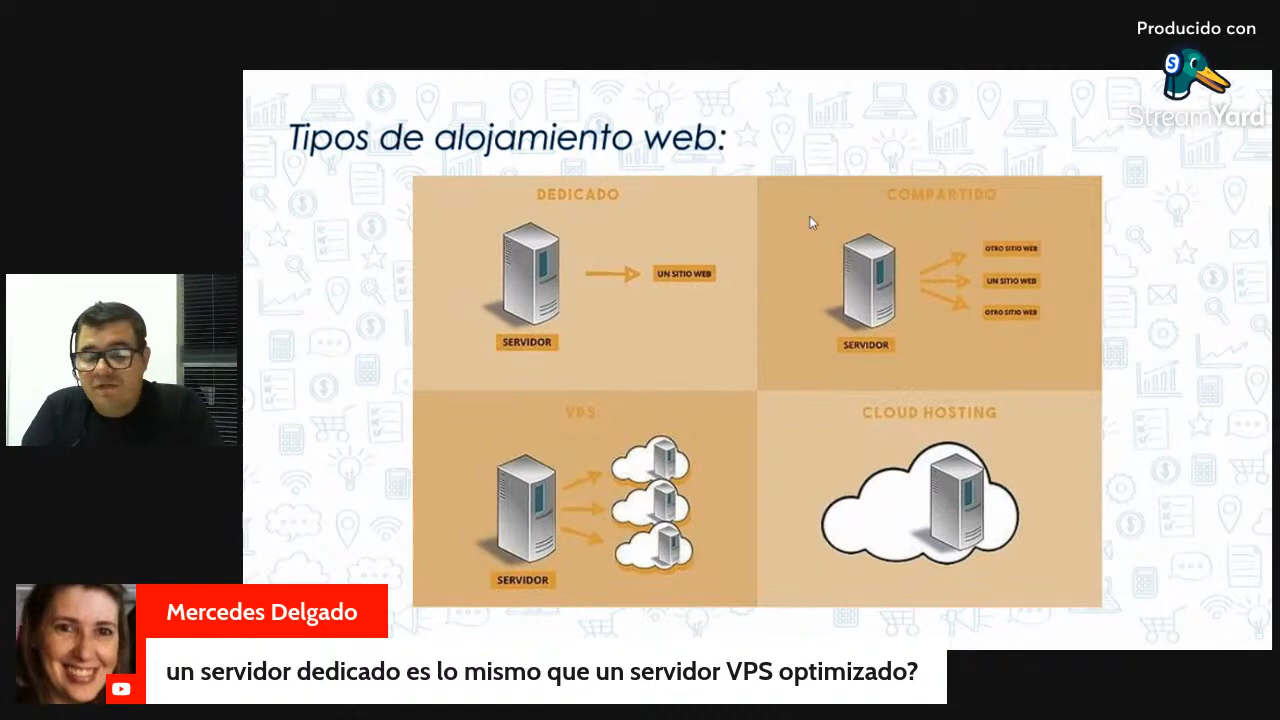 Producido con
S
StreamYard
Tipos de alojamiento web:
DEDICADO
UN SITIO WEB
SERVIDOR
COMPARTIDO
OTRO SITIO WEB
UN SITIO WEB
OTRO SITIO WEB
SERVIDOR
VPS
SERVIDOR
CLOUD HOSTING
Mercedes Delgado
un servidor dedicado es lo mismo que un servidor VPS optimizado?